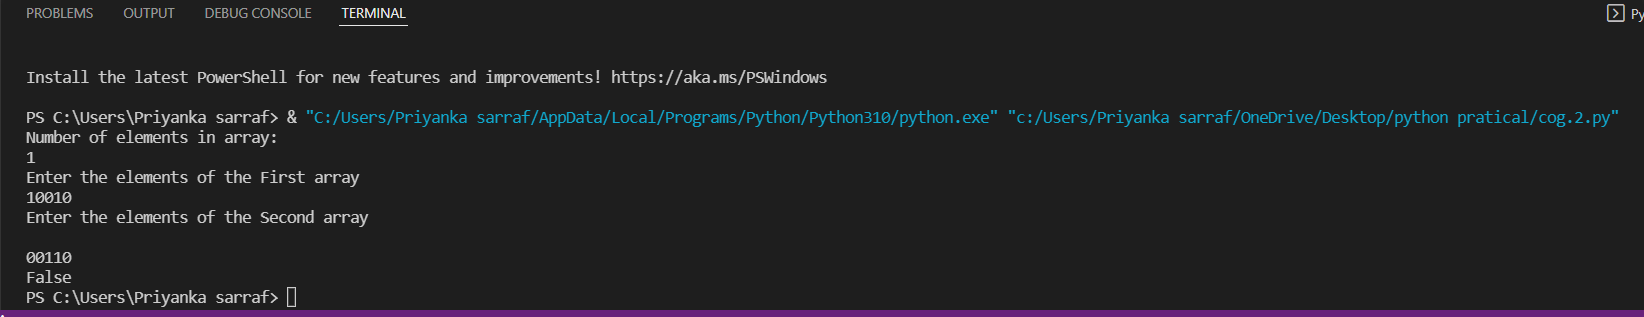 PROBLEMS OUTPUT DEBUG CONSOLE TERMINAL Py
Install the latest PowerShell for new features and improvements! https://aka.ms/PSWindows
PS C:\Users\Priyanka sarraf> & "C:/Users/Priyanka sarraf/AppData/Local/Programs/Python/Python310/python.exe" "c:/Users/Priyanka sarraf/OneDrive/Desktop/python pratical/cog.2.py"
Number of elements in array:
1
Enter the elements of the First array
10010
Enter the elements of the Second array
00110
False
PS C:\Users\Priyanka sarraf>